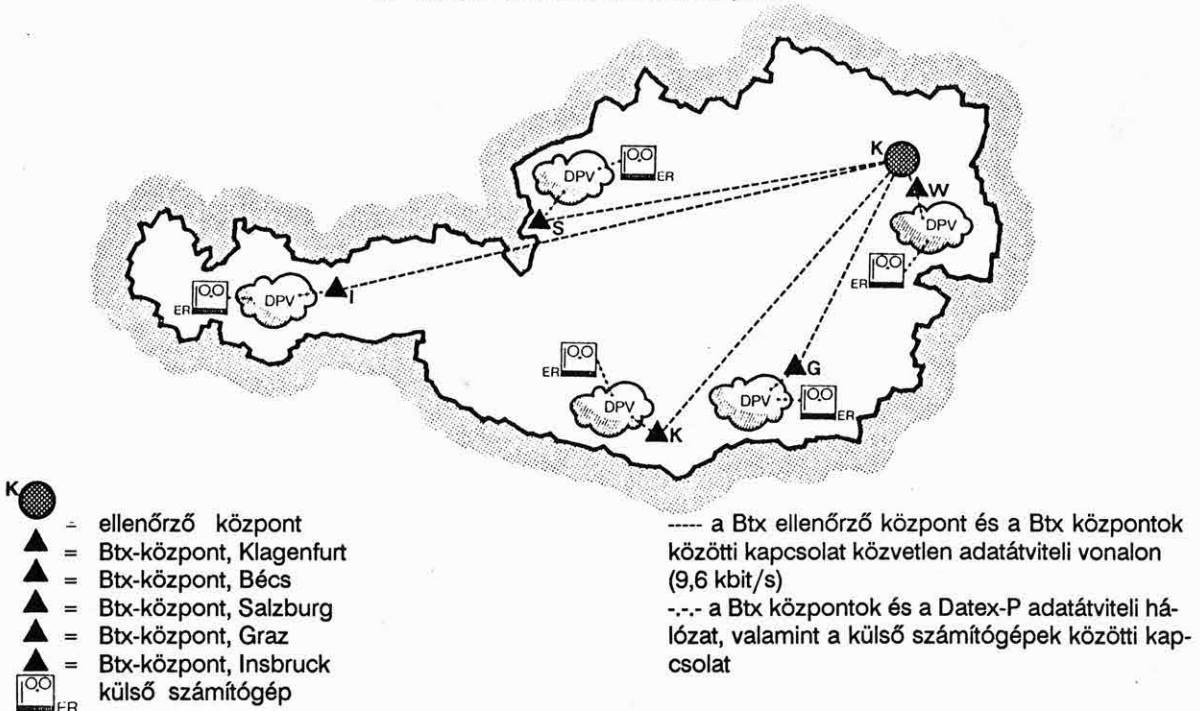 K
DPV
ER
W
S
DPV
ER
I
ER
DPV
ER
G
DPV
DPV
ER
K
K
- ellenőrző központ
= Btx-központ, Klagenfurt
= Btx-központ, Bécs
= Btx-központ, Salzburg
= Btx-központ, Graz
= Btx-központ, Insbruck
külső számítógép
ER
----- a Btx ellenőrző központ és a Btx központok
közötti kapcsolat közvetlen adatátviteli vonalon
(9,6 kbit/s)
-.-.- a Btx központok és a Datex-P adatátviteli há-
lózat, valamint a külső számítógépek közötti kap-
csolat